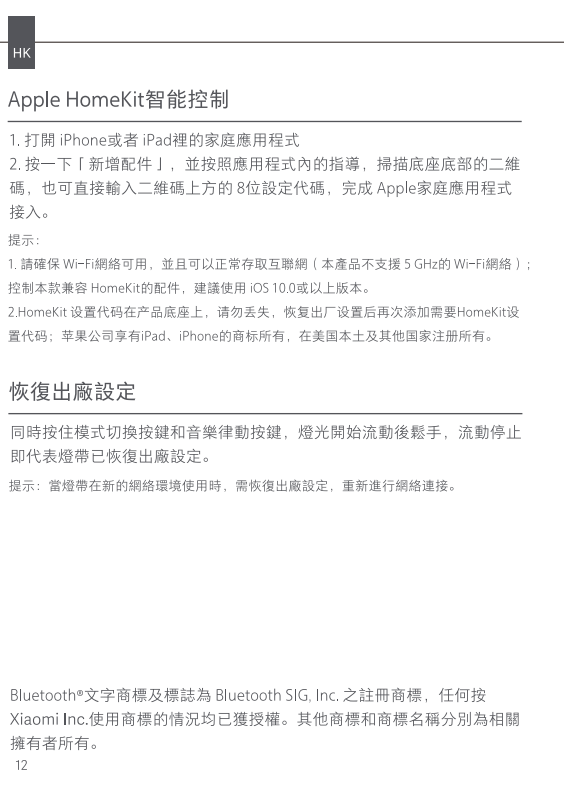 HK
Apple HomeKit智能控制
1. 打開 iPhone或者 iPad裡的家庭應用程式
2. 按一下「新增配件」，並按照應用程式內的指導，掃描底座底部的二維
碼，也可直接輸入二維碼上方的 8位設定代碼，完成 Apple家庭應用程式
接入。
提示：
1. 請確保 Wi-Fi網絡可用，並且可以正常存取互聯網（本產品不支援 5 GHz的 Wi-Fi網絡）；
控制本款兼容 HomeKit的配件，建議使用 iOS 10.0或以上版本。
2.HomeKit 设置代码在产品底座上，请勿丢失，恢复出厂设置后再次添加需要HomeKit设
置代码；苹果公司享有iPad、iPhone的商标所有，在美国本土及其他国家注册所有。
恢復出廠設定
同時按住模式切換按鍵和音樂律動按鍵，燈光開始流動後鬆手，流動停止
即代表燈帶已恢復出廠設定。
提示：當燈帶在新的網絡環境使用時，需恢復出廠設定，重新進行網絡連接。
Bluetooth®文字商標及標誌為 Bluetooth SIG, Inc. 之註冊商標，任何按
Xiaomi Inc.使用商標的情況均已獲授權。其他商標和商標名稱分別為相關
擁有者所有。
12